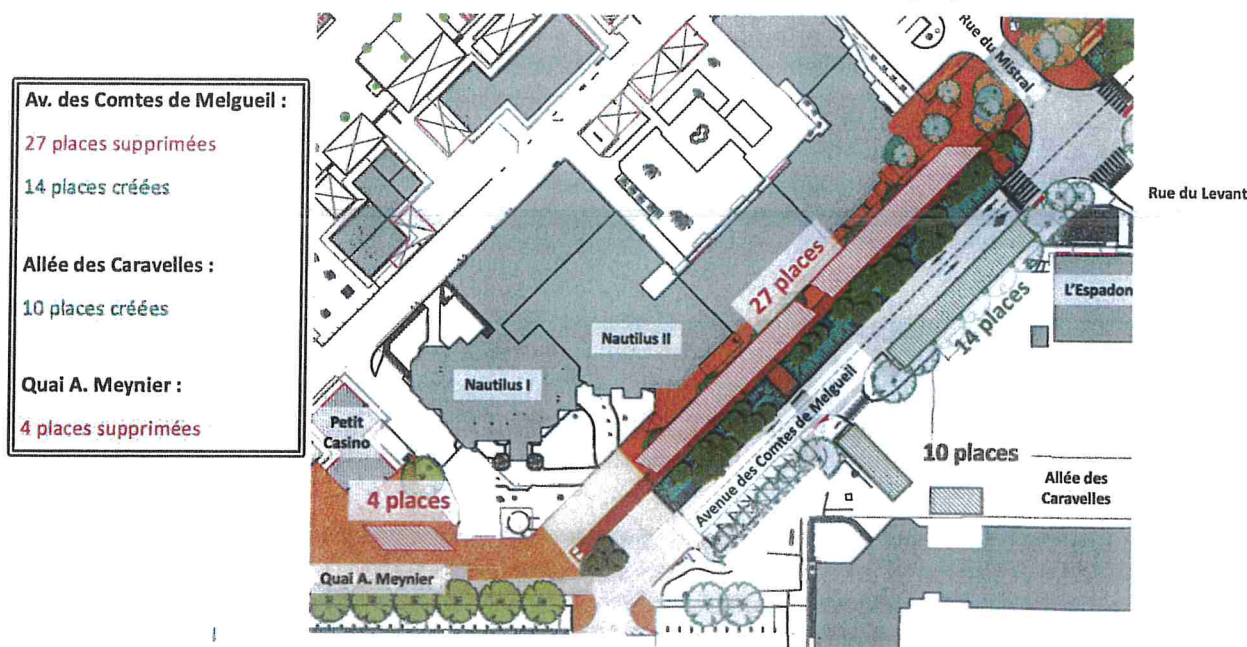 Av. des Comtes de Melgueil :
27 places supprimées
14 places créées
Allée des Caravelles :
10 places créées
Quai A. Meynier :
4 places supprimées
Rue du Mistral
Rue du Levant
27 places
14 places
L'Espadon
Nautilus II
Nautilus I
Petit
Casino
Avenue des Comtes de Melgueil
10 places
Allée des
Caravelles
4 places
Quai A. Meynier